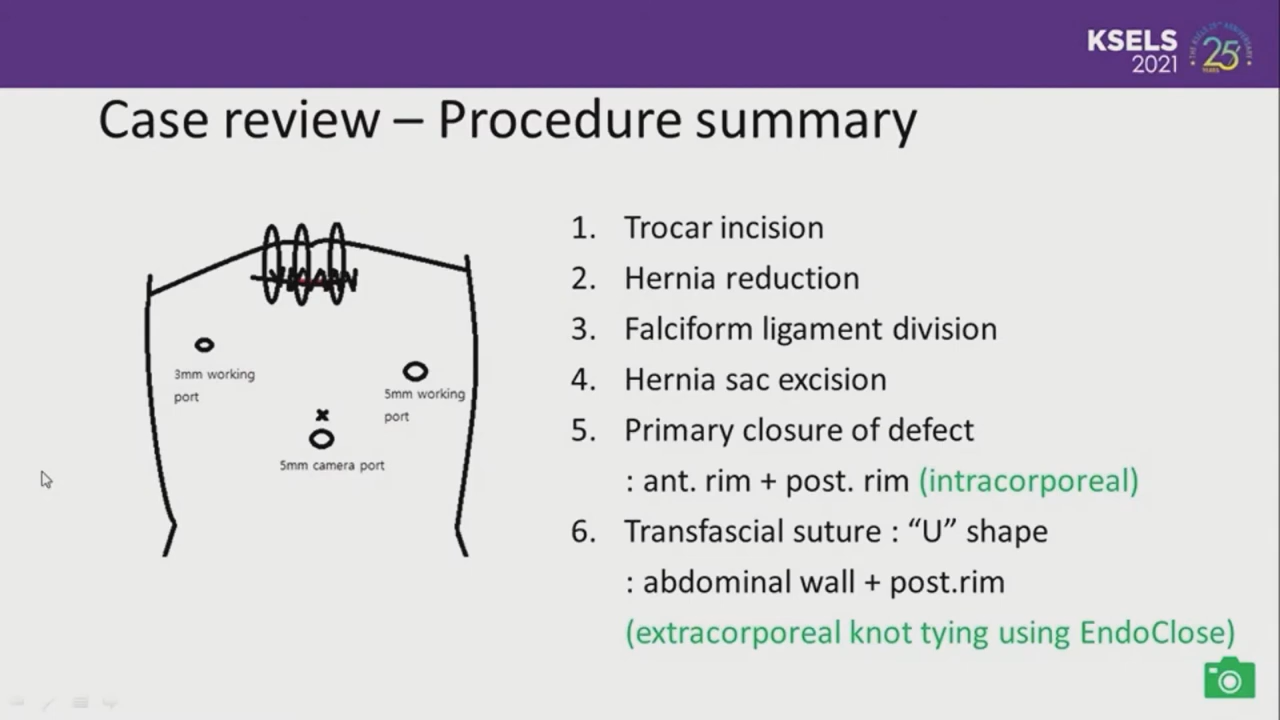 KSELS
2021
25
YEARS
Case review – Procedure summary
3mm working
port
5mm working
port
5mm camera port
1. Trocar incision
2. Hernia reduction
3. Falciform ligament division
4. Hernia sac excision
5. Primary closure of defect
: ant. rim + post. rim (intracorporeal)
6. Transfascial suture : “U” shape
: abdominal wall + post.rim
(extracorporeal knot tying using EndoClose)